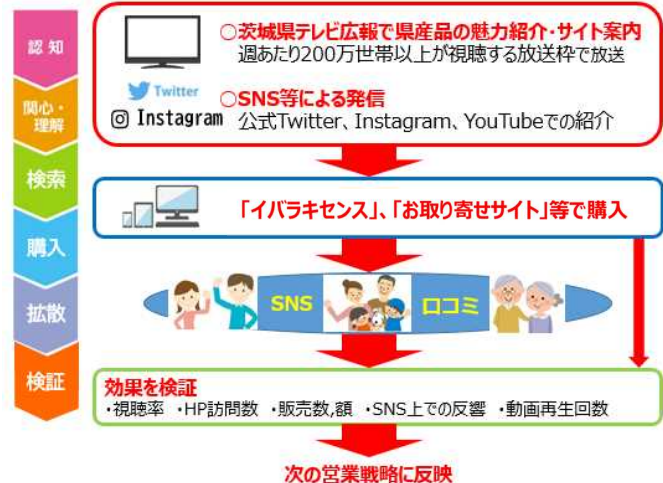 認知
○茨城県テレビ広報で県産品の魅力紹介・サイト案内
週あたり200万世帯以上が視聴する放送枠で放送
関心・
理解
Twitter
○SNS等による発信
Instagram
公式Twitter、Instagram、YouTubeでの紹介
検索
「イバラキセンス」、「お取り寄せサイト」等で購入
購入
拡散
SNS
口コミ
検証
効果を検証
・視聴率 ・HP訪問数 ・販売数,額 ・SNS上での反響 ・動画再生回数
次の営業戦略に反映